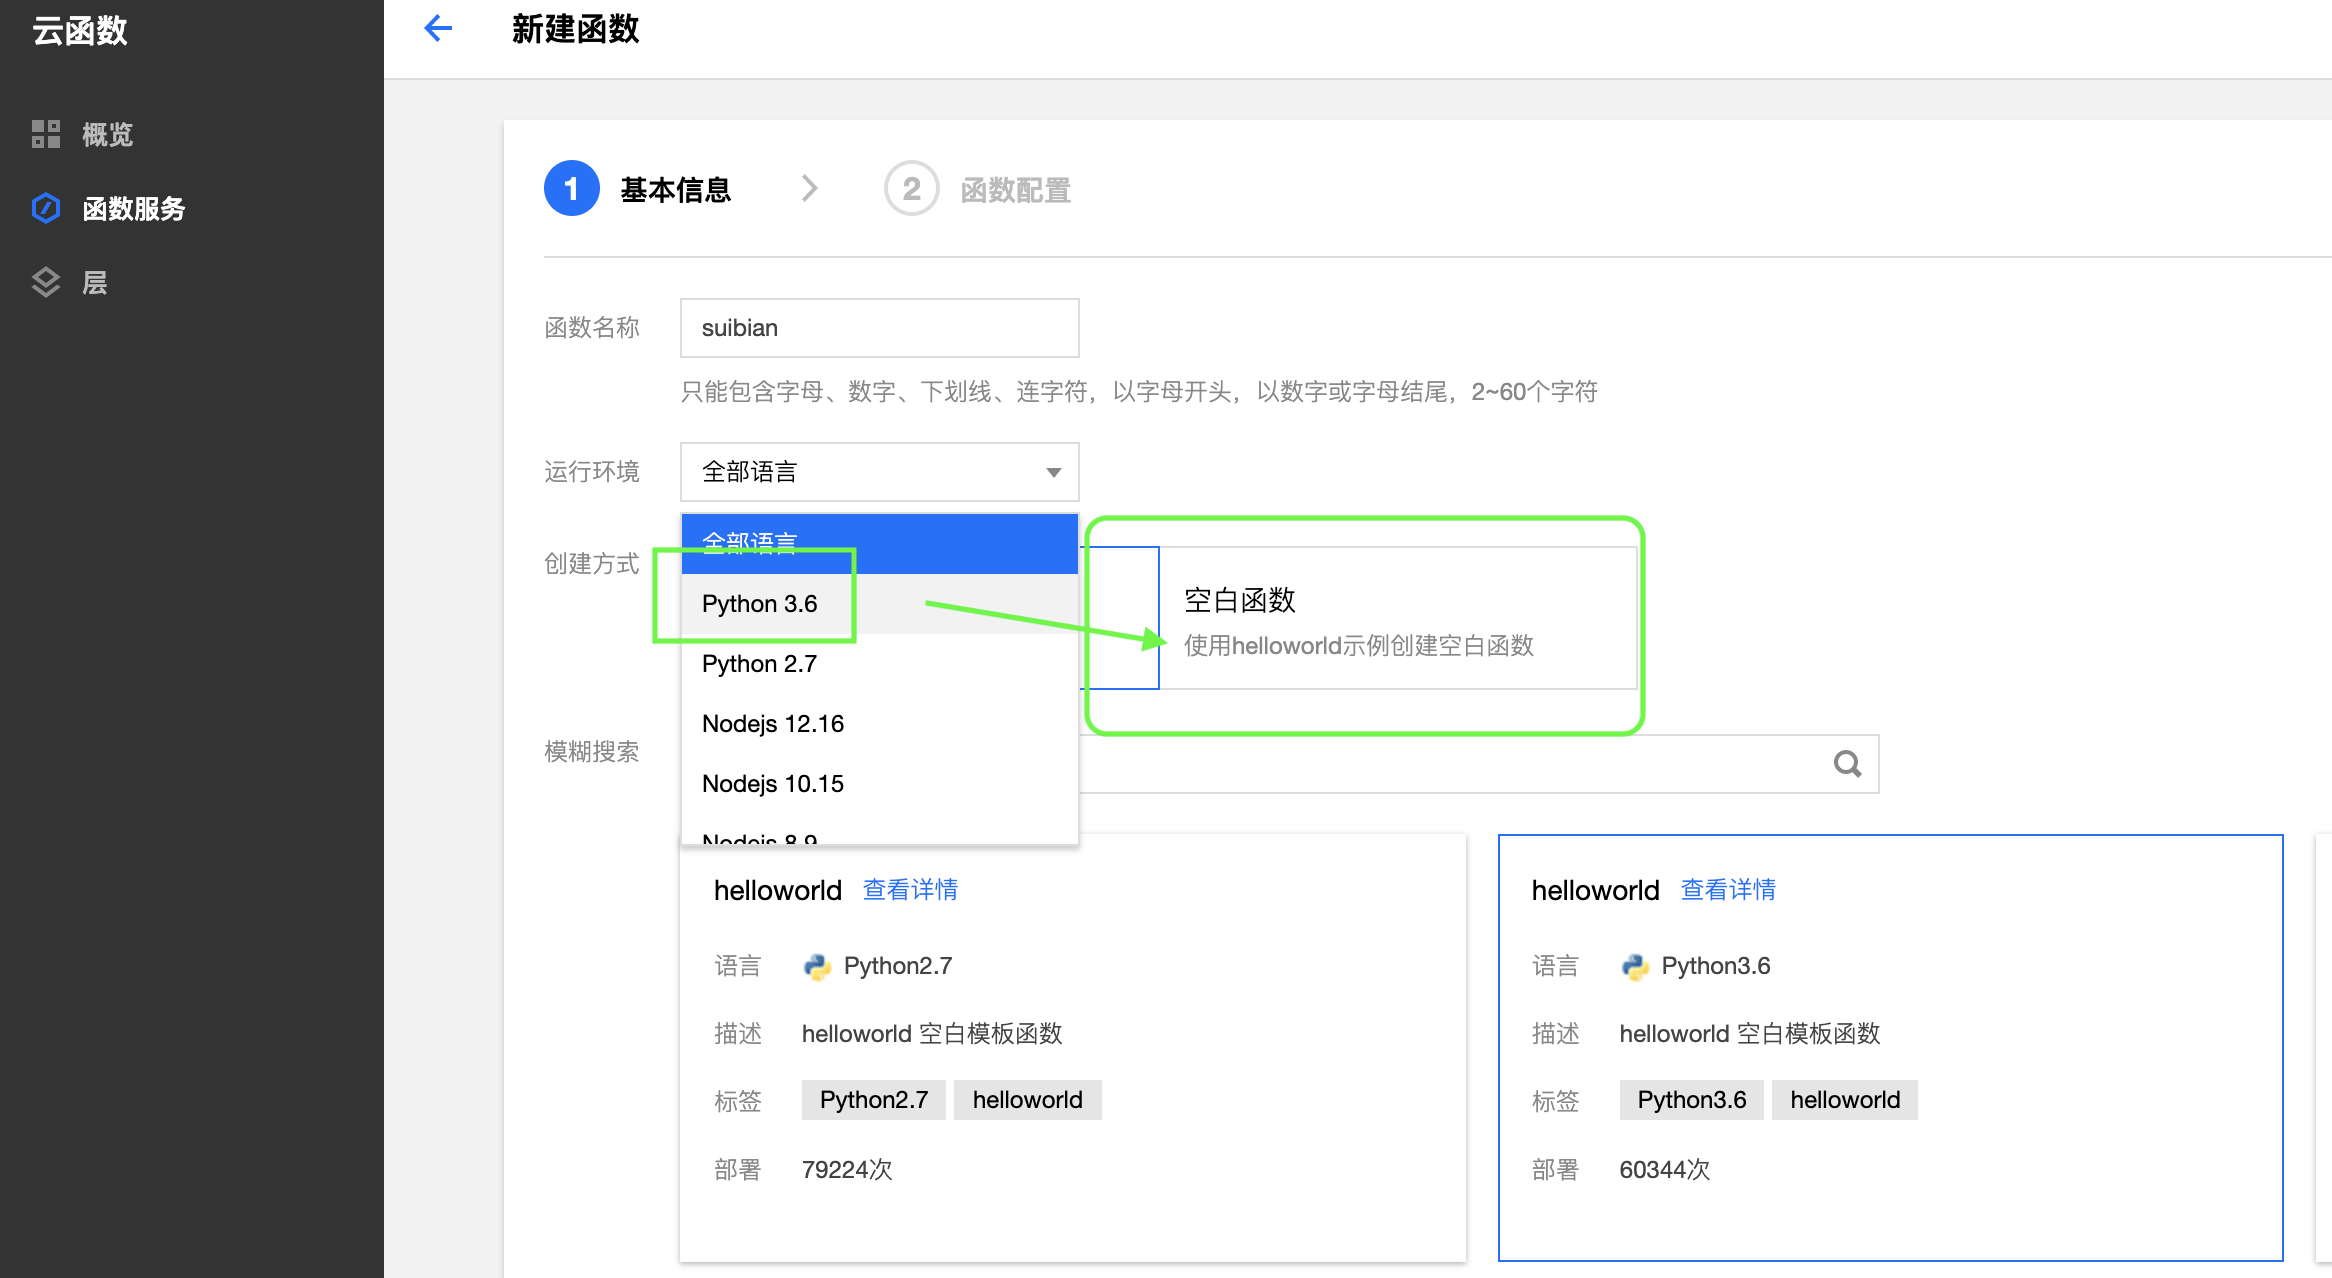 云函数
概览
函数服务
层
新建函数
1 基本信息
2 函数配置
函数名称 suibian
只能包含字母、数字、下划线、连字符，以字母开头，以数字或字母结尾，2~60个字符
运行环境 全部语言
全部语言
创建方式
Python 3.6
Python 2.7
Nodejs 12.16
Nodejs 10.15
Nodejs 8.9
空白函数
使用helloworld示例创建空白函数
模糊搜索
helloworld 查看详情
语言 Python2.7
描述 helloworld 空白模板函数
标签 Python2.7 helloworld
部署 79224次
helloworld 查看详情
语言 Python3.6
描述 helloworld 空白模板函数
标签 Python3.6 helloworld
部署 60344次